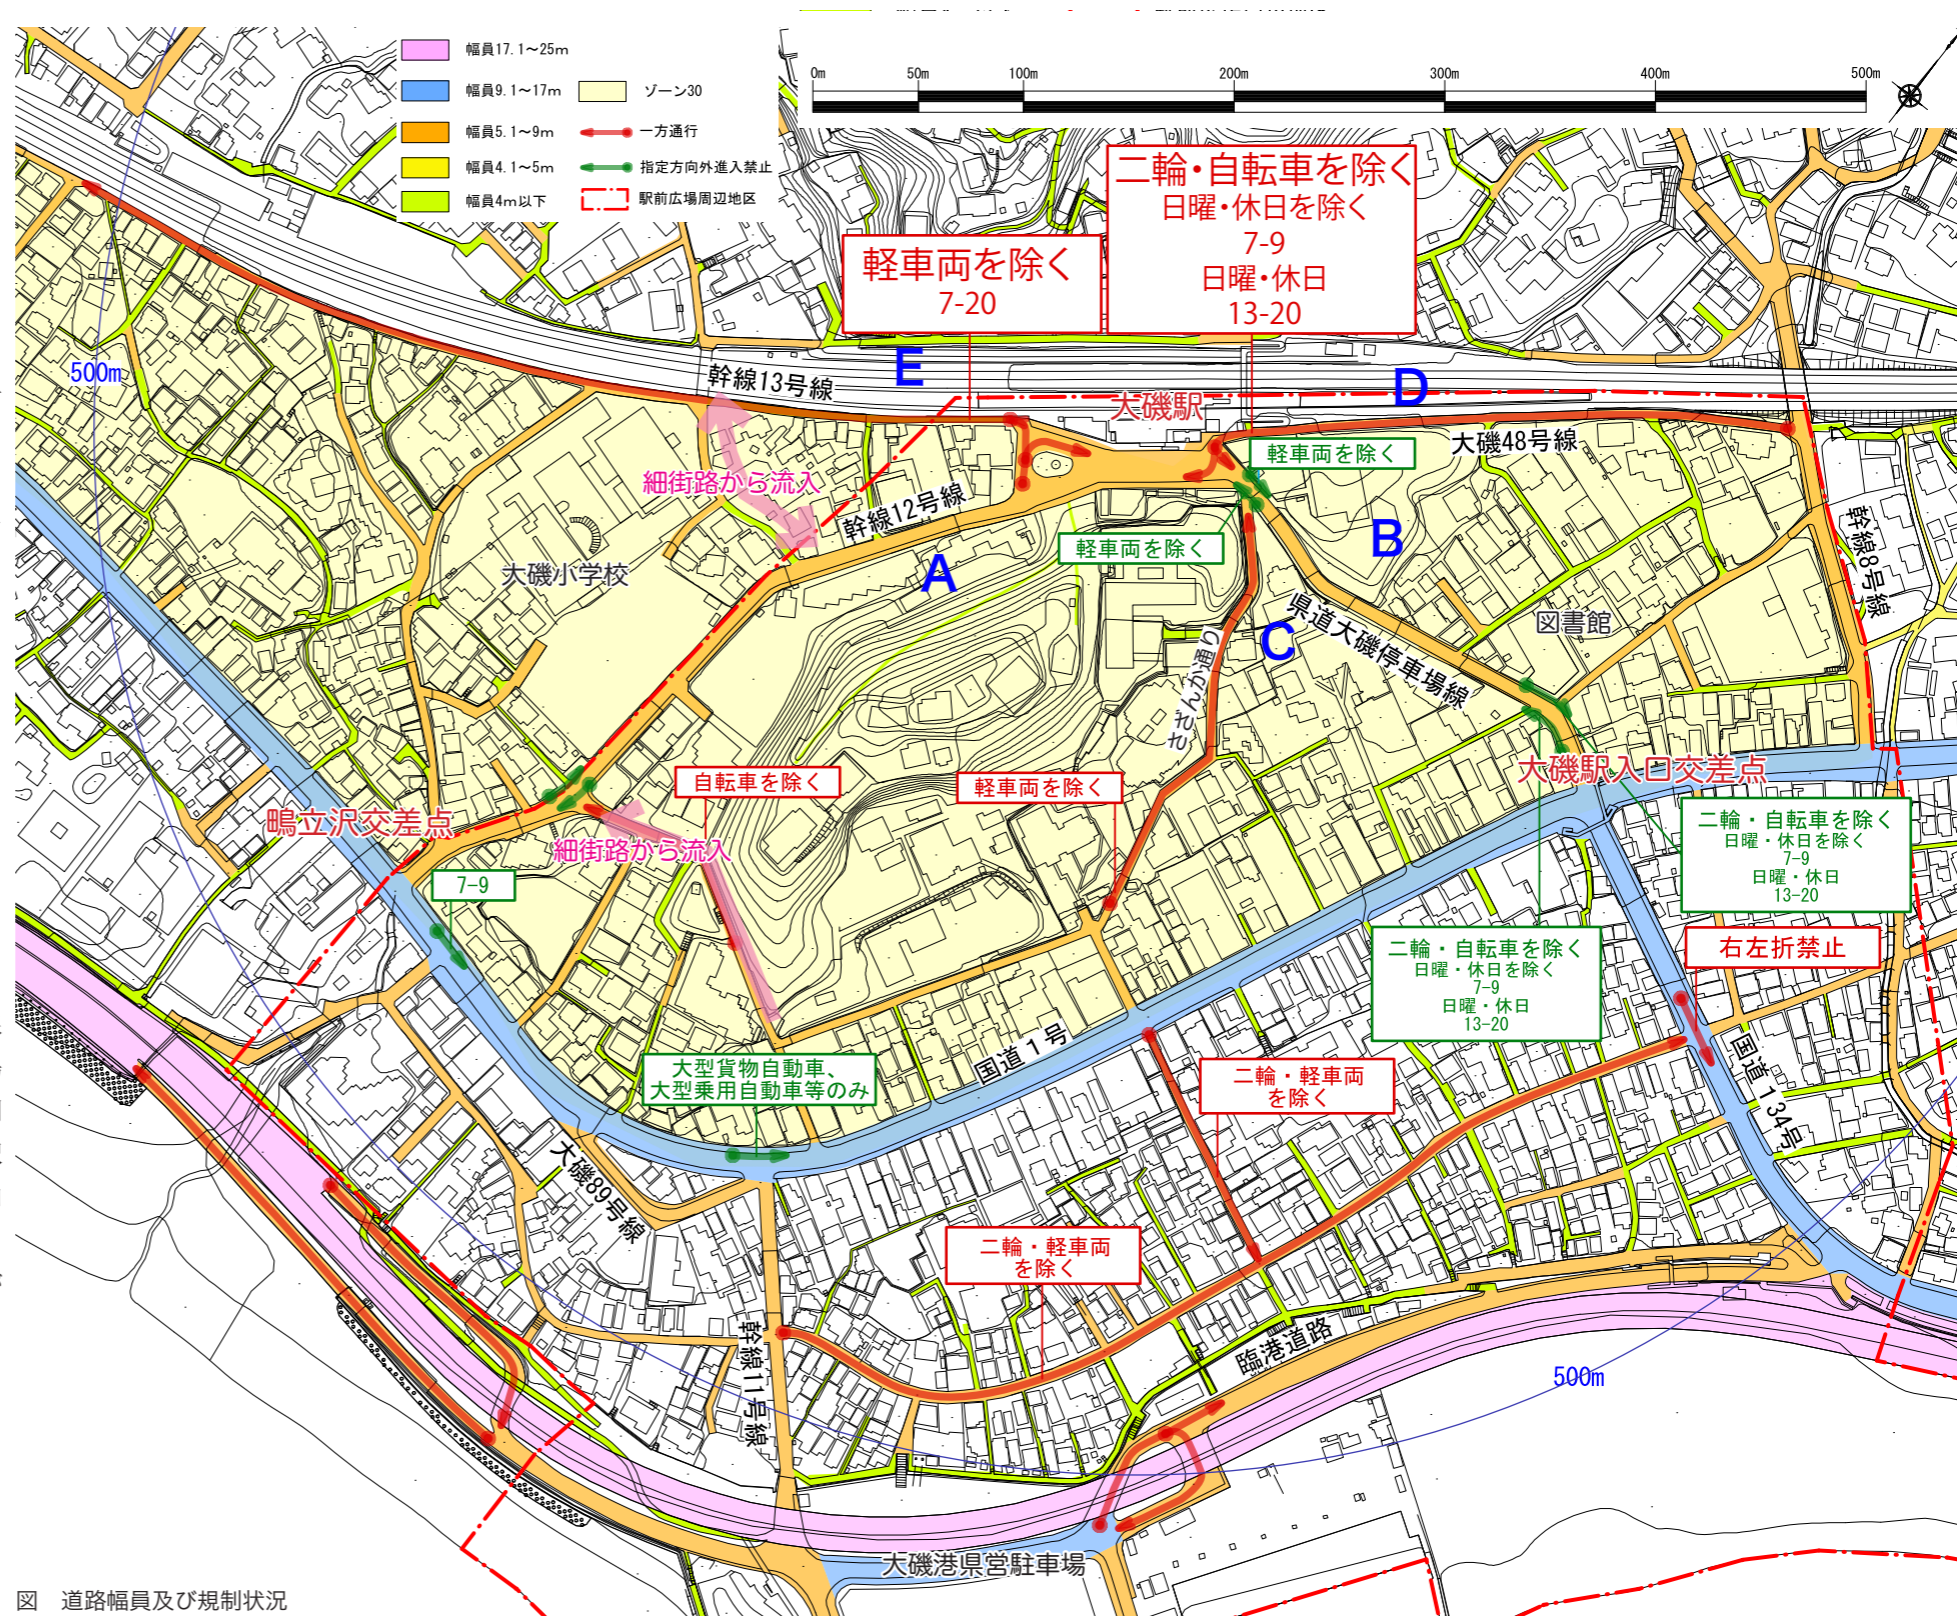 幅員17.1～25m
幅員9.1～17m
ゾーン30
幅員5.1～9m
一方通行
幅員4.1～5m
指定方向外進入禁止
幅員4m以下
駅前広場周辺地区
0m
50m
100m
200m
300m
400m
500m
二輪・自転車を除く
日曜・休日を除く
7-9
日曜・休日
13-20
軽車両を除く
7-20
500m
幹線13号線
E
D
大磯駅
大磯48号線
軽車両を除く
細街路から流入
幹線12号線
軽車両を除く
B
幹線8号線
大磯小学校
A
C
県道大磯停車場線
図書館
さざんか通り
大磯駅入口交差点
自転車を除く
軽車両を除く
鴫立沢交差点
細街路から流入
二輪・自転車を除く
日曜・休日を除く
7-9
日曜・休日
13-20
7-9
二輪・自転車を除く
日曜・休日を除く
7-9
日曜・休日
13-20
右左折禁止
国道１号
大型貨物自動車、
大型乗用自動車等のみ
二輪・軽車両
を除く
国道134号
大磯89号線
二輪・軽車両
を除く
幹線11号線
臨港道路
500m
大磯港県営駐車場
図　道路幅員及び規制状況